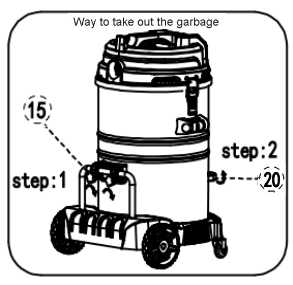 Way to take out the garbage
15
step:1
step:2
20